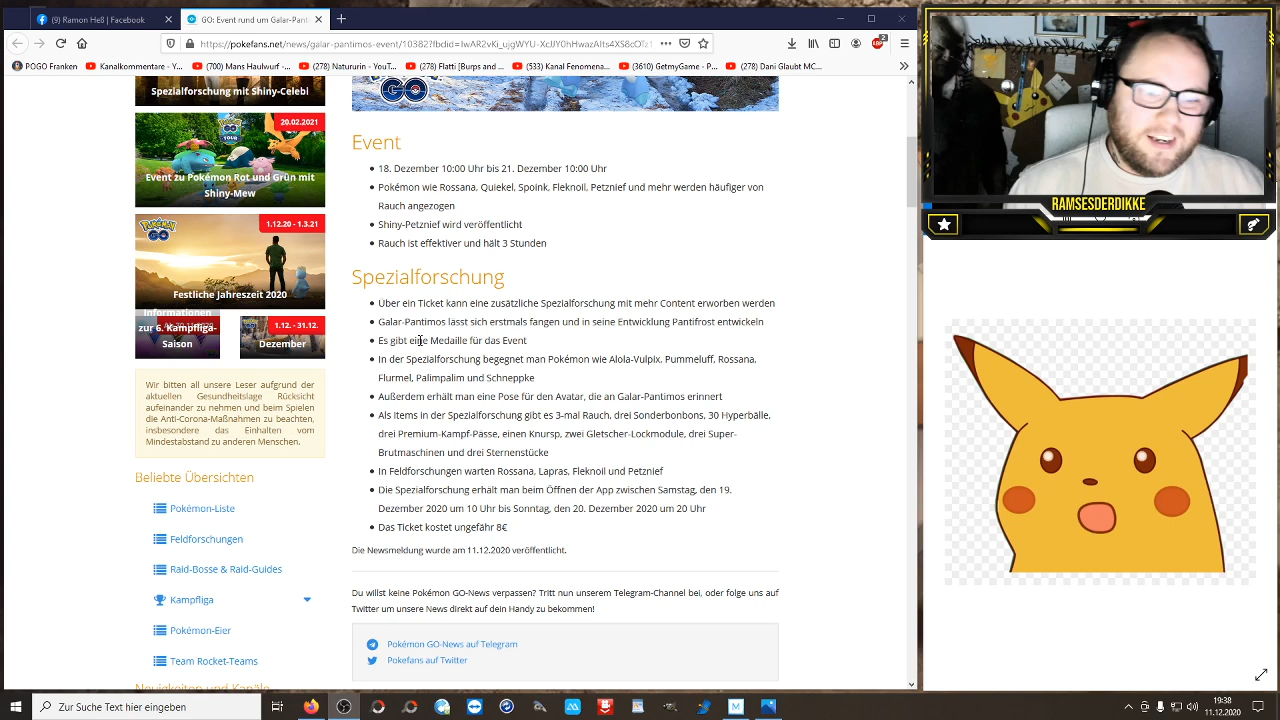 (9) Ramon Heß | Facebook
GO: Event rund um Galar-Pant
https://pokefans.net/news/galar-pantimos-event/10382?fbclid=
2
POGO Franken
Kanalkommentare - Y...
(700) Mans Haulwurf -...
(278) Naturwurm - YouT...
(278) Flatti [Burps and ...
(533) Kanal Fenomena...
(3610) GetmyGame - P...
(278) Dani Glaubt MC...
Spezialforschung mit Shiny-Celebi
20.02.2021
Event zu Pokémon Rot und Grün mit
Shiny-Mew
1.12.20 - 1.3.21
Festliche Jahreszeit 2020
Informationen
zur 6. Kampfliga-
Saison
1.12. - 31.12.
Dezember
Wir bitten all unsere Leser aufgrund der
aktuellen Gesundheitslage Rücksicht
aufeinander zu nehmen und beim Spielen
die Anti-Corona-Maßnahmen zu beachten,
insbesondere das Einhalten vom
Mindestabstand zu anderen Menschen.
Beliebte Übersichten
Pokémon-Liste
Feldforschungen
Raid-Bosse & Raid-Guides
Kampfliga
Pokémon-Eier
Team Rocket-Teams
Neuigkeiten und Kanäle
GO
Event
18. Dezember 10:00 Uhr bis 21. Dezember 10:00 Uhr
Pokémon wie Rossana, Quiekel, Spoink, Fleknoil, Petznief und mehr werden häufiger von
Rauch angezogen
Shiny-Petznief wird veröffentlicht
Rauch ist effektiver und hält 3 Stunden
Spezialforschung
Über ein Ticket kann eine zusätzliche Spezialforschung mit mehr Content erworben werden
Galar-Pantimos lässt sich erstmals fangen und in seine Entwicklung Pantifrost entwickeln
Es gibt eine Medaille für das Event
In der Spezialforschung begegnet man Pokémon wie Alola-Vulpix, Pummeluff, Rossana,
Flurmel, Palimpalim und Schneppke
Außerdem erhält man eine Pose für den Avatar, die an Galar-Pantimos erinnert
Als Items in der Spezialforschung gibt es 3-mal Rauch, drei Sonderbonbons, 30 Hyperbälle,
drei Premium-Kampf-Pässe, einen Knursp, zwei Gletscher-Lockmodule, drei Super-
Brutmaschinen und drei Sternenstücke
In Feldforschungen warten Rossana, Lapras, Fleknoil und Petznief
Die Spezialforschung erhält man beim Öffnen der App zwischen Samstag, den 19.
Dezember 2020 um 10 Uhr bis Sonntag, den 20. Dezember 2020 um 20 Uhr
Das Ticket kostet ungefähr 8€
Die Newsmeldung wurde am 11.12.2020 veröffentlicht.
Du willst keine Pokémon GO-News verpassen? Tritt nun unserem Telegram-Channel bei, oder folge uns auf
Twitter um unsere News direkt auf dein Handy zu bekommen!
Pokémon GO-News auf Telegram
Pokefans auf Twitter
RAMSESDERDIKKE
Zur Suche Text hier eingeben
19:38
11.12.2020